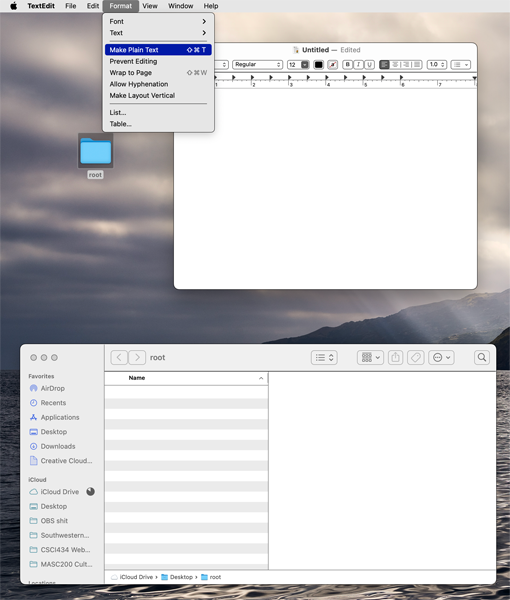 TextEdit File Edit Format View Window Help
Font
Text
Make Plain Text ⇧⌘T
Prevent Editing
Wrap to Page ⇧⌘W
Allow Hyphenation
Make Layout Vertical
List...
Table...
Untitled — Edited
Regular 12 B I U 1.0
1 2 3 4 5 6 7
root
root
Name
Favorites
AirDrop
Recents
Applications
Desktop
Downloads
Creative Cloud...
iCloud
iCloud Drive
Desktop
OBS shit
Southwestern...
CSCI434 Web...
MASC200 Cult...
Locations
iCloud Drive › Desktop › root